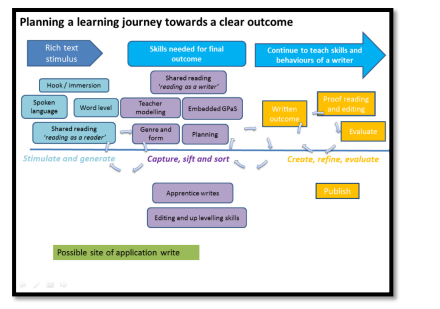 Planning a learning journey towards a clear outcome
Rich text
stimulus
Skills needed for final
outcome
Continue to teach skills and
behaviours of a writer
Hook / immersion
Shared reading
'reading as a writer'
Spoken
language
Word level
Teacher
modelling
Embedded GPaS
Written
outcome
Proof reading
and editing
Shared reading
'reading as a reader'
Genre and
form
Planning
Evaluate
Stimulate and generate
Capture, sift and sort
Create, refine, evaluate
Apprentice writes
Publish
Editing and up levelling skills
Possible site of application write